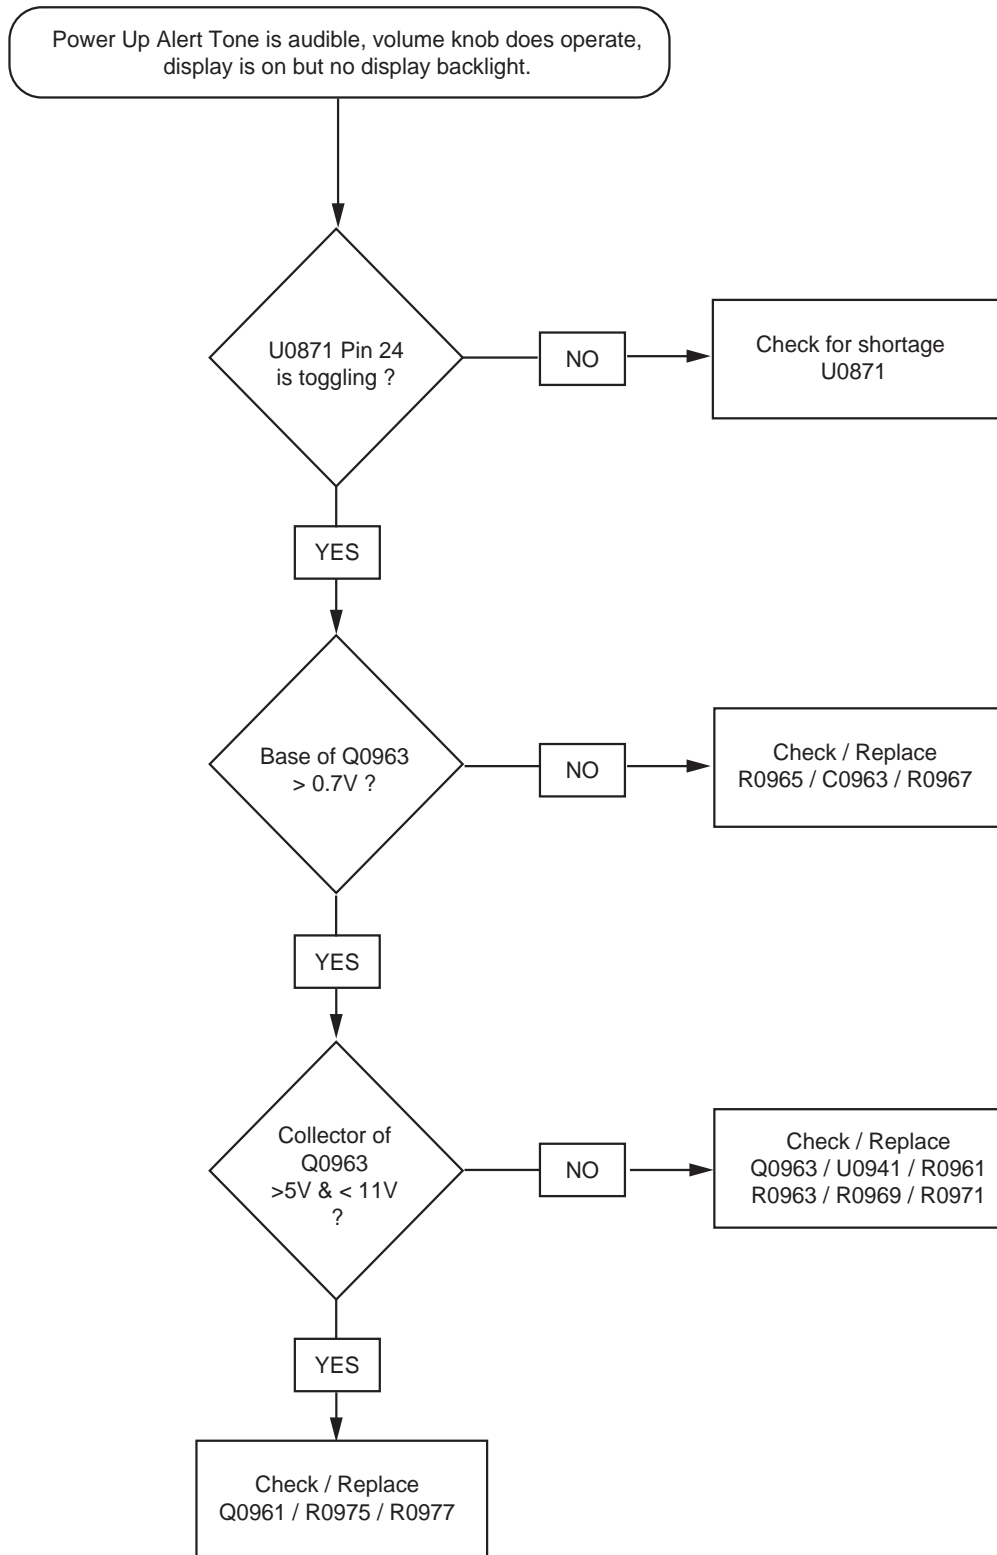 Power Up Alert Tone is audible, volume knob does operate,
display is on but no display backlight.
U0871 Pin 24
is toggling ?
NO
Check for shortage
U0871
YES
Base of Q0963
> 0.7V ?
NO
Check / Replace
R0965 / C0963 / R0967
YES
Collector of
Q0963
>5V & < 11V
?
NO
Check / Replace
Q0963 / U0941 / R0961
R0963 / R0969 / R0971
YES
Check / Replace
Q0961 / R0975 / R0977